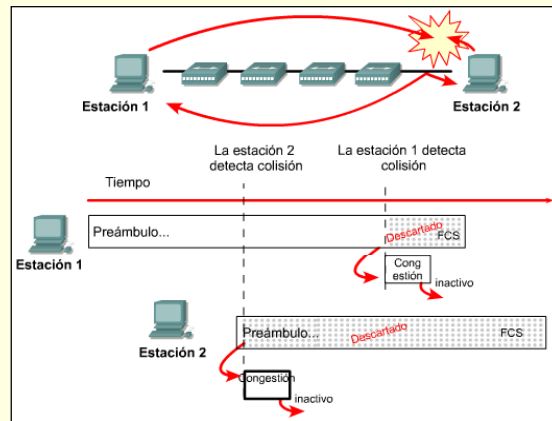 Estación 1
Estación 2
La estación 2
detecta colisión
La estación 1 detecta
colisión
Tiempo
Preámbulo...
Descartado
FCS
Estación 1
Cong
estión
inactivo
Preámbulo...
Descartado
FCS
Estación 2
Congestión
inactivo